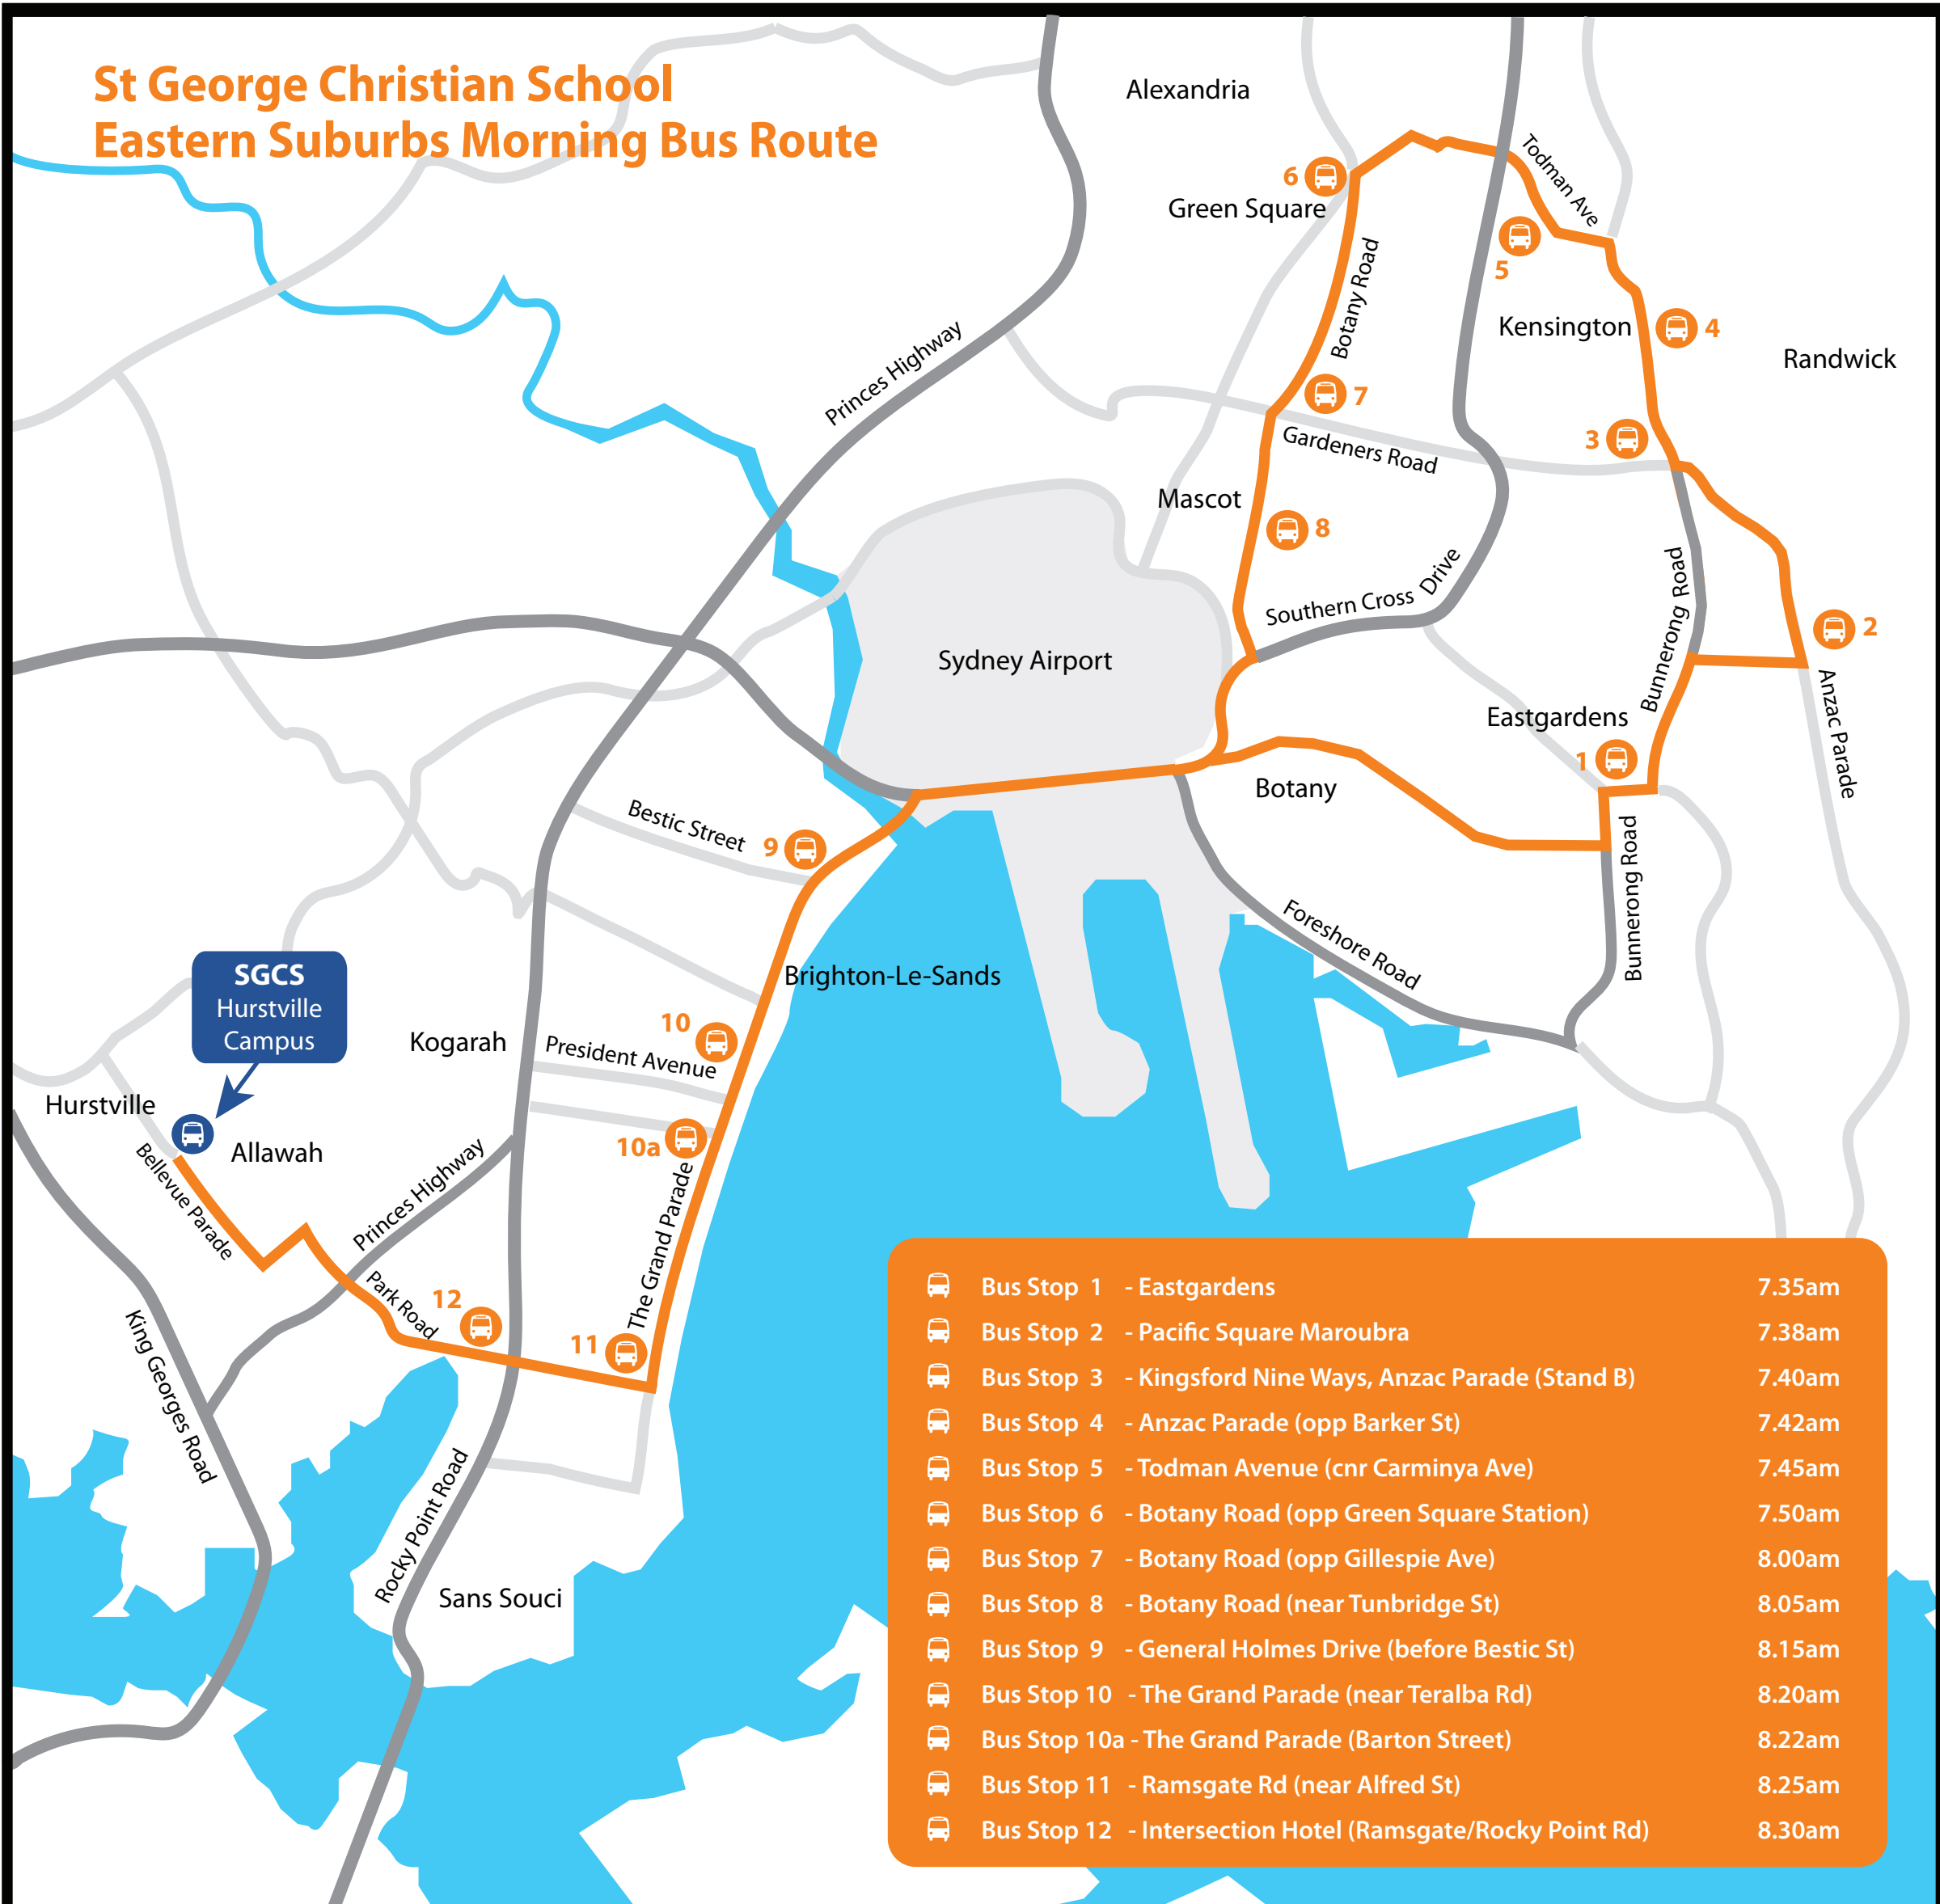 St George Christian School
Eastern Suburbs Morning Bus Route
Alexandria
Todman Ave
6
Green Square
5
Botany Road
Kensington
4
Randwick
Princes Highway
7
3
Gardeners Road
Mascot
8
Southern Cross Drive
Bunnerong Road
2
Sydney Airport
Anzac Parade
Eastgardens
1
Botany
Bestic Street
9
Bunnerong Road
Foreshore Road
Brighton-Le-Sands
SGCS
Hurstville
Campus
10
Kogarah
President Avenue
Hurstville
Allawah
10a
Bellevue Parade
Princes Highway
The Grand Parade
Park Road
12
11
King Georges Road
Rocky Point Road
Sans Souci
Bus Stop 1 - Eastgardens 7.35am
Bus Stop 2 - Pacific Square Maroubra 7.38am
Bus Stop 3 - Kingsford Nine Ways, Anzac Parade (Stand B) 7.40am
Bus Stop 4 - Anzac Parade (opp Barker St) 7.42am
Bus Stop 5 - Todman Avenue (cnr Carminya Ave) 7.45am
Bus Stop 6 - Botany Road (opp Green Square Station) 7.50am
Bus Stop 7 - Botany Road (opp Gillespie Ave) 8.00am
Bus Stop 8 - Botany Road (near Tunbridge St) 8.05am
Bus Stop 9 - General Holmes Drive (before Bestic St) 8.15am
Bus Stop 10 - The Grand Parade (near Teralba Rd) 8.20am
Bus Stop 10a - The Grand Parade (Barton Street) 8.22am
Bus Stop 11 - Ramsgate Rd (near Alfred St) 8.25am
Bus Stop 12 - Intersection Hotel (Ramsgate/Rocky Point Rd) 8.30am